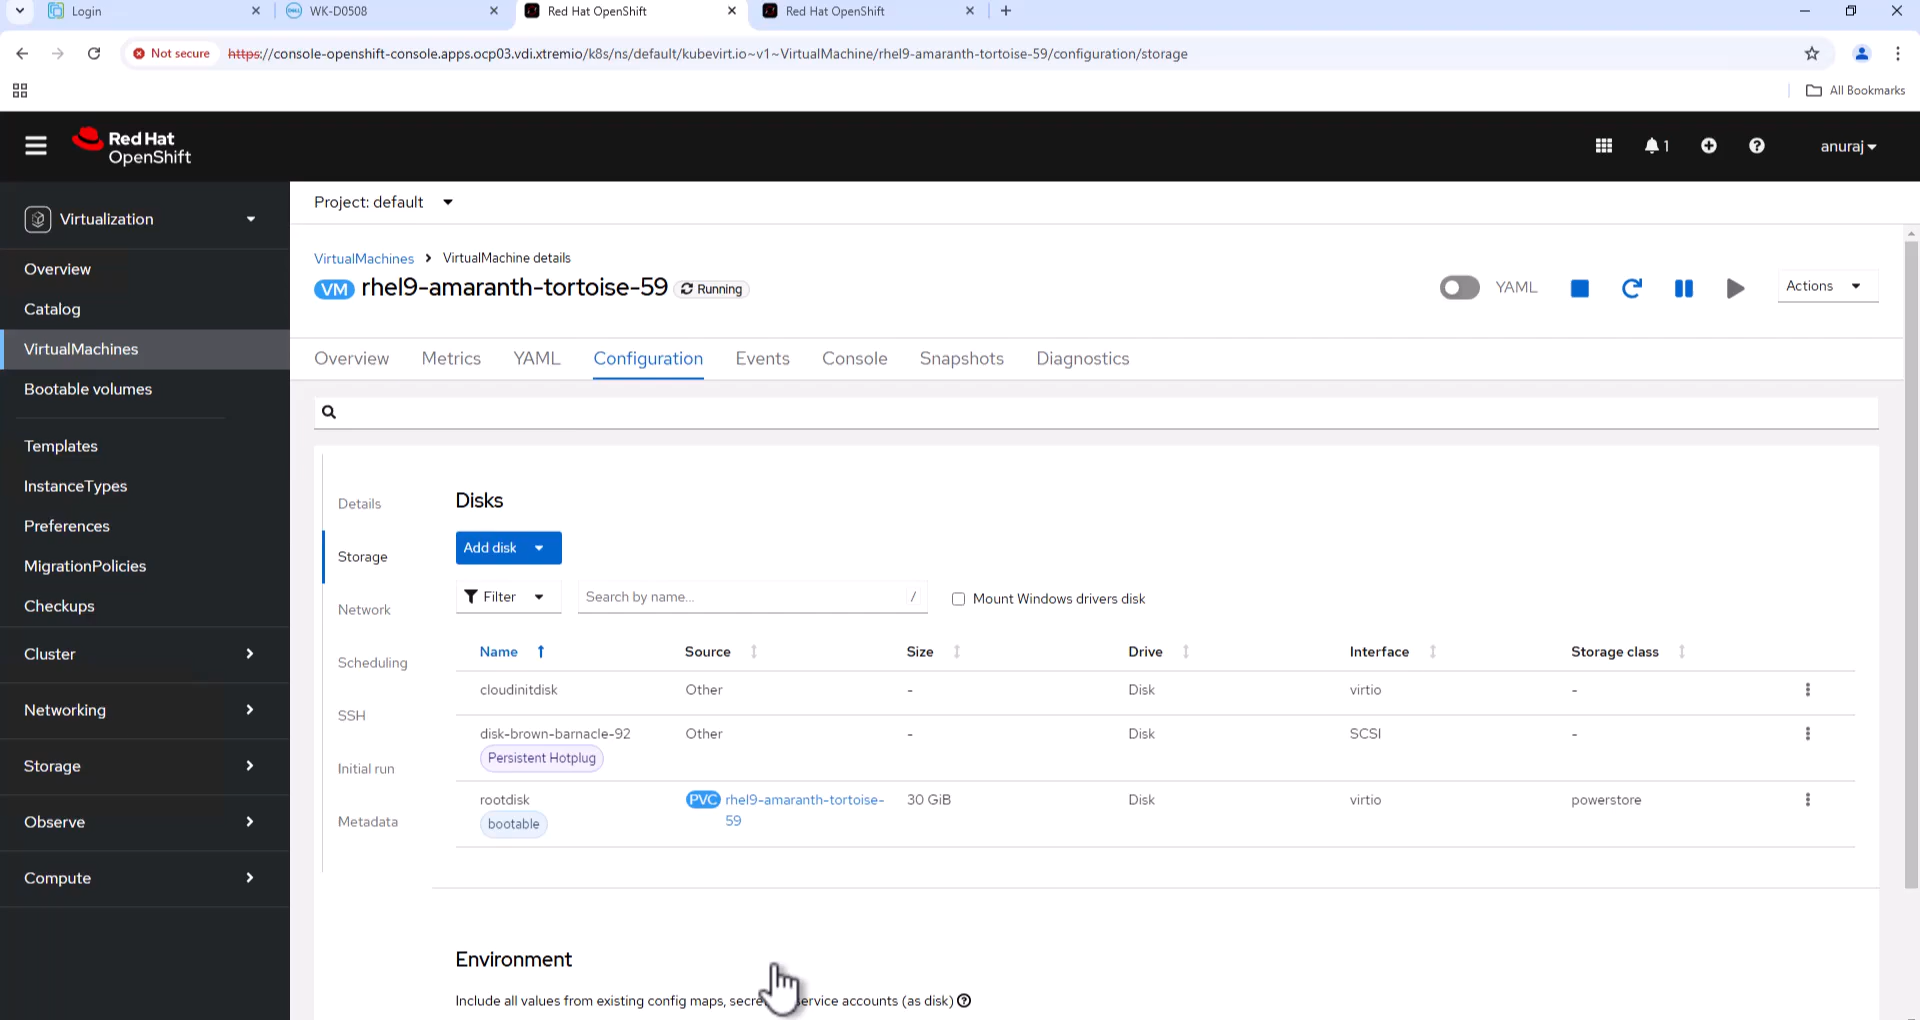 Login
WK-D0508
Red Hat OpenShift
Red Hat OpenShift
Not secure
https://console-openshift-console.apps.ocp03.vdi.xtremio/k8s/ns/default/kubevirt.io~v1~VirtualMachine/rhel9-amaranth-tortoise-59/configuration/storage
All Bookmarks
Red Hat
OpenShift
1
anuraj
Virtualization
Overview
Catalog
VirtualMachines
Bootable volumes
Templates
InstanceTypes
Preferences
MigrationPolicies
Checkups
Cluster
Networking
Storage
Observe
Compute
Project: default
VirtualMachines
VirtualMachine details
VM rhel9-amaranth-tortoise-59 Running
YAML
Actions
Overview Metrics YAML Configuration Events Console Snapshots Diagnostics
Details
Storage
Network
Scheduling
SSH
Initial run
Metadata
Disks
Add disk
Filter
Search by name...
/
Mount Windows drivers disk
Name Source Size Drive Interface Storage class
cloudinitdisk Other - Disk virtio -
disk-brown-barnacle-92 Other - Disk SCSI -
Persistent Hotplug
rootdisk PVC rhel9-amaranth-tortoise- 30 GiB Disk virtio powerstore
59
bootable
Environment
Include all values from existing config maps, service accounts (as disk)